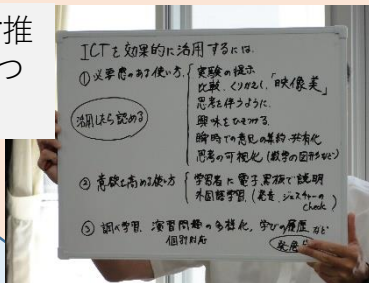 推
つ
ICTを効果的に活用するには、
①必要感のある使い方
実験の提示
比較、くりかえし「映像美」
思考を伴うように、
活用したら認める
興味をひきつける。
瞬時での意見の集約・共有化
思考の可視化(数学の図形など)
②意欲を高める使い方
学習者に電子黒板で説明
外国語学習(発音、ジェスチャーのcheck)
③調べ学習、演習問題の多様化、学びの履歴など
個別対応